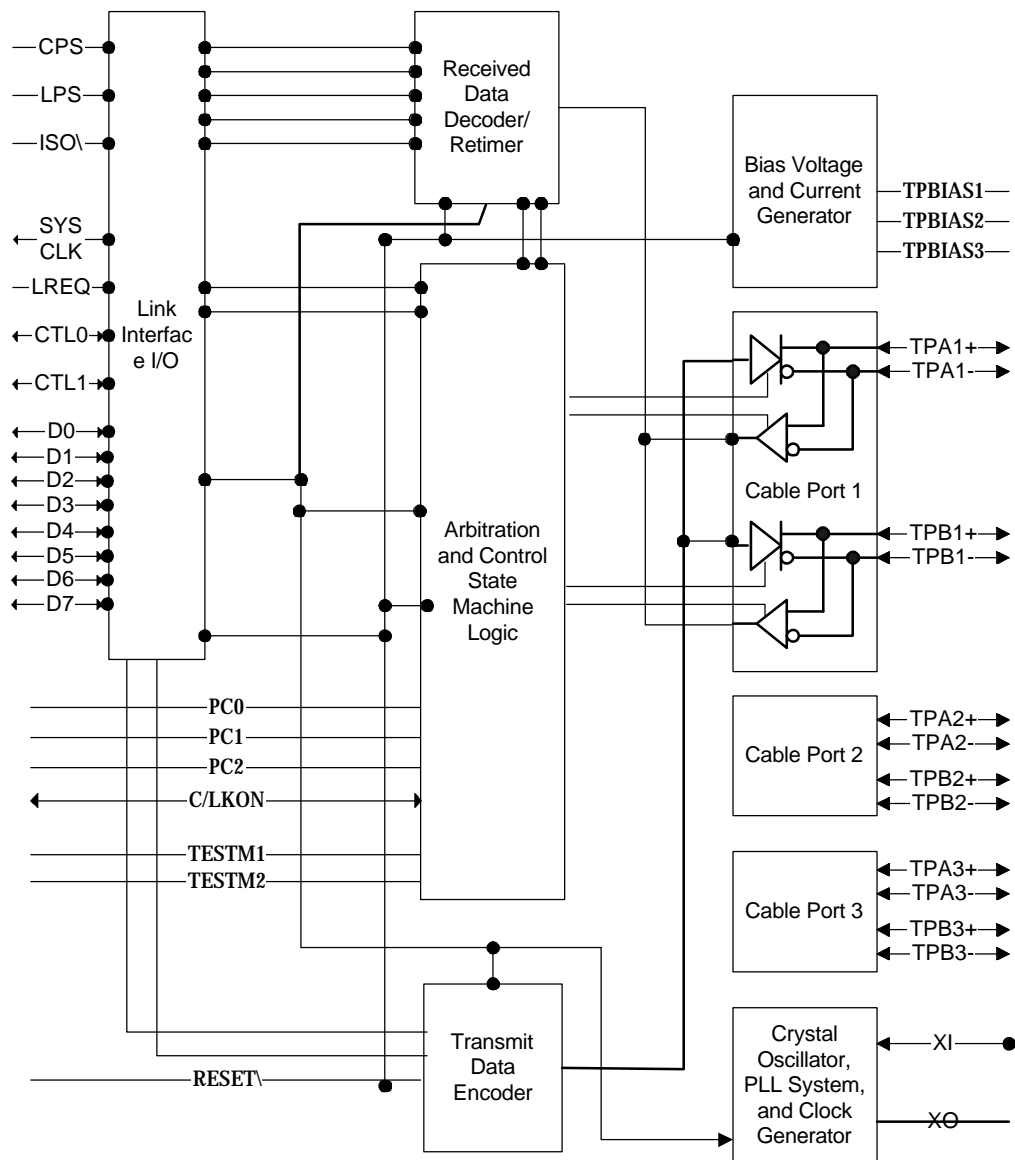 CPS
LPS
ISO\
SYS
CLK
LREQ
CTL0
CTL1
D0
D1
D2
D3
D4
D5
D6
D7
Link
Interfac
e I/O
Received
Data
Decoder/
Retimer
Bias Voltage
and Current
Generator
TPBIAS1
TPBIAS2
TPBIAS3
TPA1+
TPA1-
Cable Port 1
TPB1+
TPB1-
Arbitration
and Control
State
Machine
Logic
PC0
PC1
PC2
C/LKON
TESTM1
TESTM2
Cable Port 2
TPA2+
TPA2-
TPB2+
TPB2-
Cable Port 3
TPA3+
TPA3-
TPB3+
TPB3-
Transmit
Data
Encoder
RESET\
Crystal
Oscillator,
PLL System,
and Clock
Generator
XI
XO